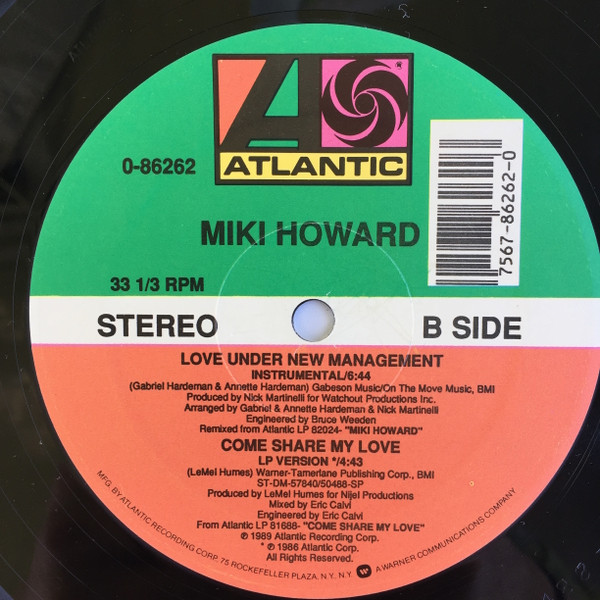 ATLANTIC
0-86262
MIKI HOWARD
7567-86262-0
33 1/3 RPM
STEREO
B SIDE
LOVE UNDER NEW MANAGEMENT
INSTRUMENTAL/6:44
(Gabriel Hardeman & Annette Hardeman) Gabeson Music/On The Move Music, BMI
Produced by Nick Martinelli for Watchout Productions Inc.
Arranged by Gabriel & Annette Hardeman & Nick Martinelli
Engineered by Bruce Weeden
Remixed from Atlantic LP 82024- "MIKI HOWARD"
COME SHARE MY LOVE
LP VERSION */4:43
(LeMel Humes) Warner-Tamerlane Publishing Corp., BMI
ST-DM-57840/50488-SP
Produced by LeMel Humes for Nijel Productions
Mixed by Eric Calvi
Engineered by Eric Calvi
From Atlantic LP 81688- "COME SHARE MY LOVE"
℗ 1989 Atlantic Recording Corp.
* ℗ 1986 Atlantic Corp.
All Rights Reserved.
MFG. BY ATLANTIC RECORDING CORP. 75 ROCKEFELLER PLAZA, N.Y. N.Y. A WARNER COMMUNICATIONS COMPANY